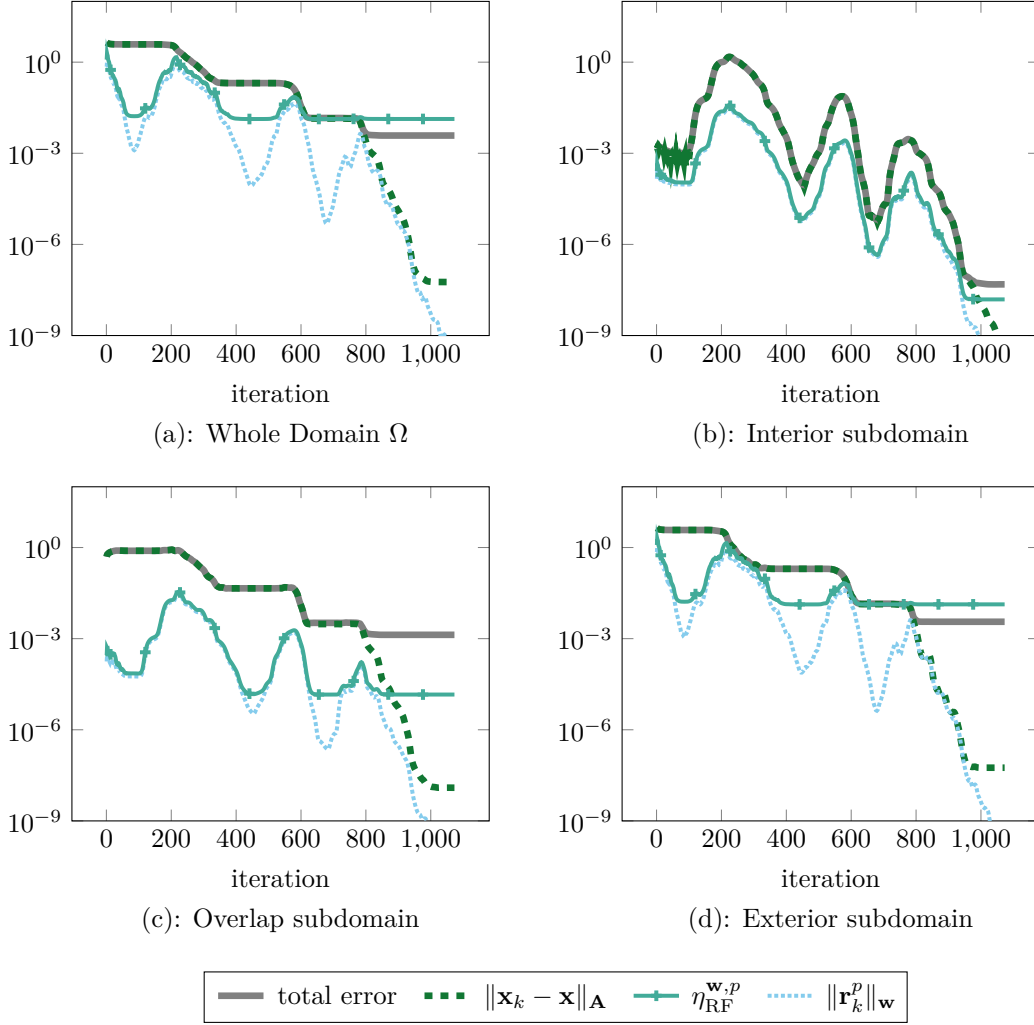 10^0
10^−3
10^−6
10^−9
0 200 400 600 800 1,000
iteration
(a): Whole Domain Ω
10^0
10^−3
10^−6
10^−9
0 200 400 600 800 1,000
iteration
(b): Interior subdomain
10^0
10^−3
10^−6
10^−9
0 200 400 600 800 1,000
iteration
(c): Overlap subdomain
10^0
10^−3
10^−6
10^−9
0 200 400 600 800 1,000
iteration
(d): Exterior subdomain
total error ‖x_k − x‖_A η_RF^{w,p} ‖r_k^p‖_w